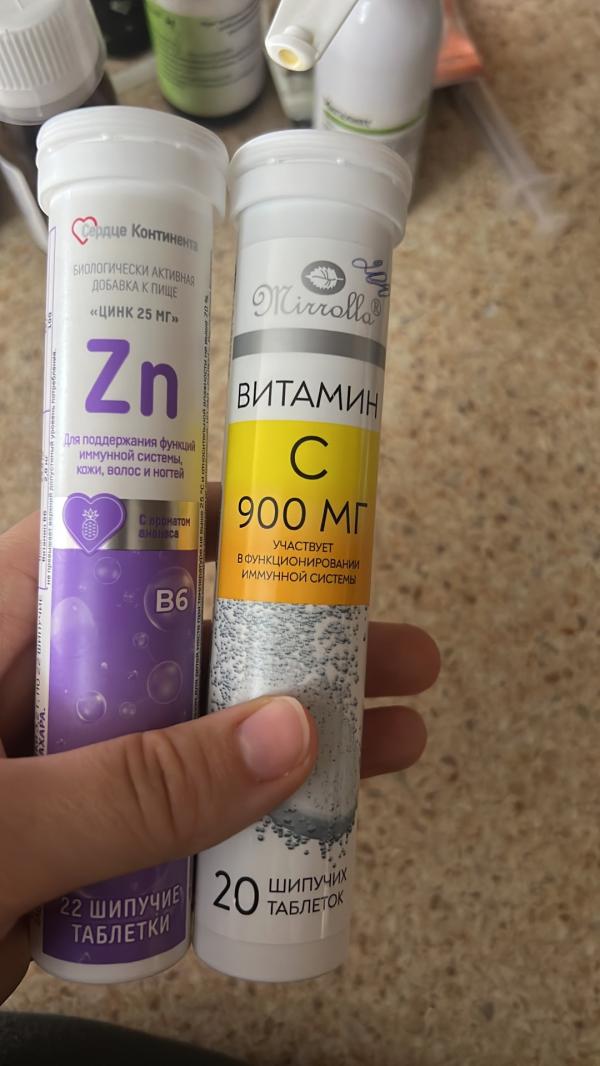 Сердце Континента
БИОЛОГИЧЕСКИ АКТИВНАЯ
ДОБАВКА К ПИЩЕ
«ЦИНК 25 МГ»
Zn
Для поддержания функций
иммунной системы,
кожи, волос и ногтей
С ароматом
ананаса
B6
22 ШИПУЧИЕ
ТАБЛЕТКИ
Mirrolla®
ВИТАМИН
C
900 МГ
УЧАСТВУЕТ
В ФУНКЦИОНИРОВАНИИ
ИММУННОЙ СИСТЕМЫ
20 ШИПУЧИХ
ТАБЛЕТОК